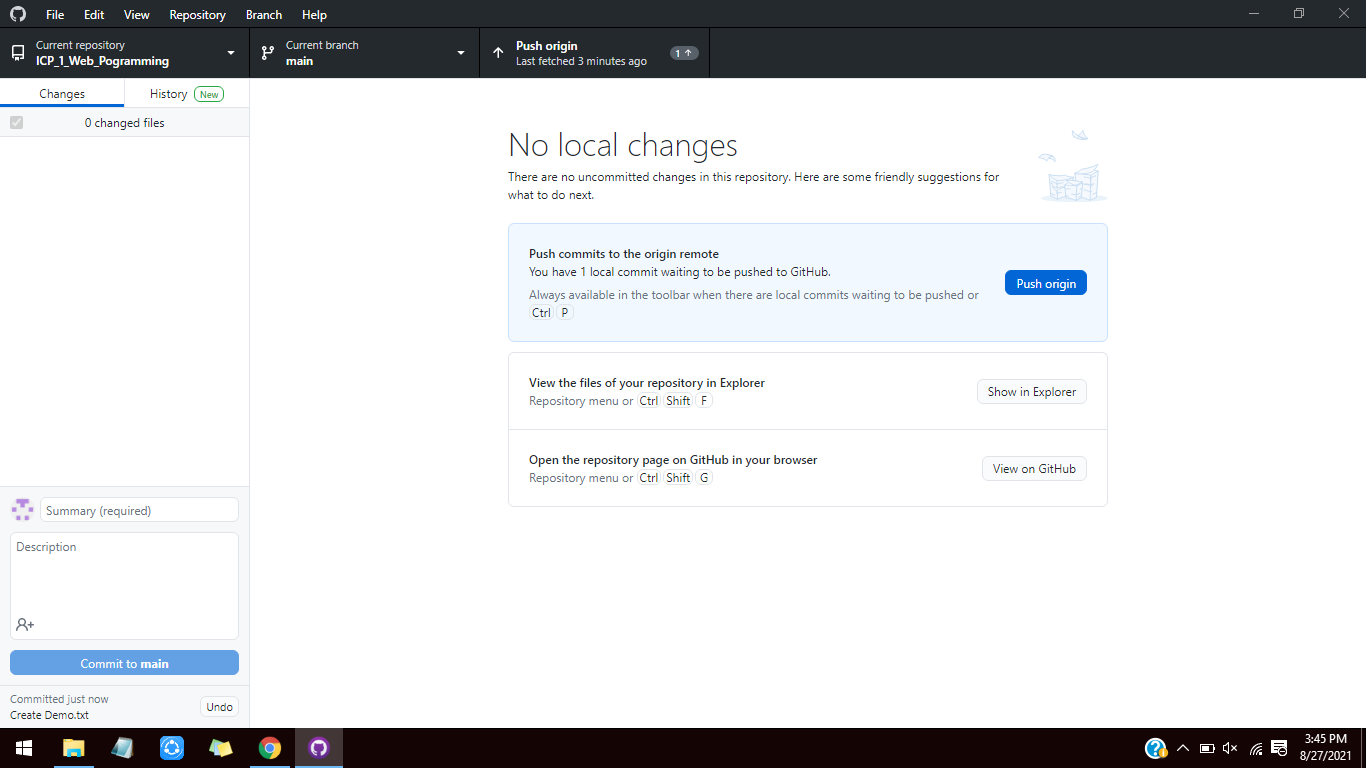 File Edit View Repository Branch Help
Current repository
ICP_1_Web_Pogramming
Current branch
main
Push origin
Last fetched 3 minutes ago
1
Changes
History New
0 changed files
No local changes
There are no uncommitted changes in this repository. Here are some friendly suggestions for
what to do next.
Push commits to the origin remote
You have 1 local commit waiting to be pushed to GitHub.
Always available in the toolbar when there are local commits waiting to be pushed or
Ctrl P
Push origin
View the files of your repository in Explorer
Repository menu or Ctrl Shift F
Show in Explorer
Open the repository page on GitHub in your browser
Repository menu or Ctrl Shift G
View on GitHub
Summary (required)
Description
Commit to main
Committed just now
Create Demo.txt
Undo
3:45 PM
8/27/2021